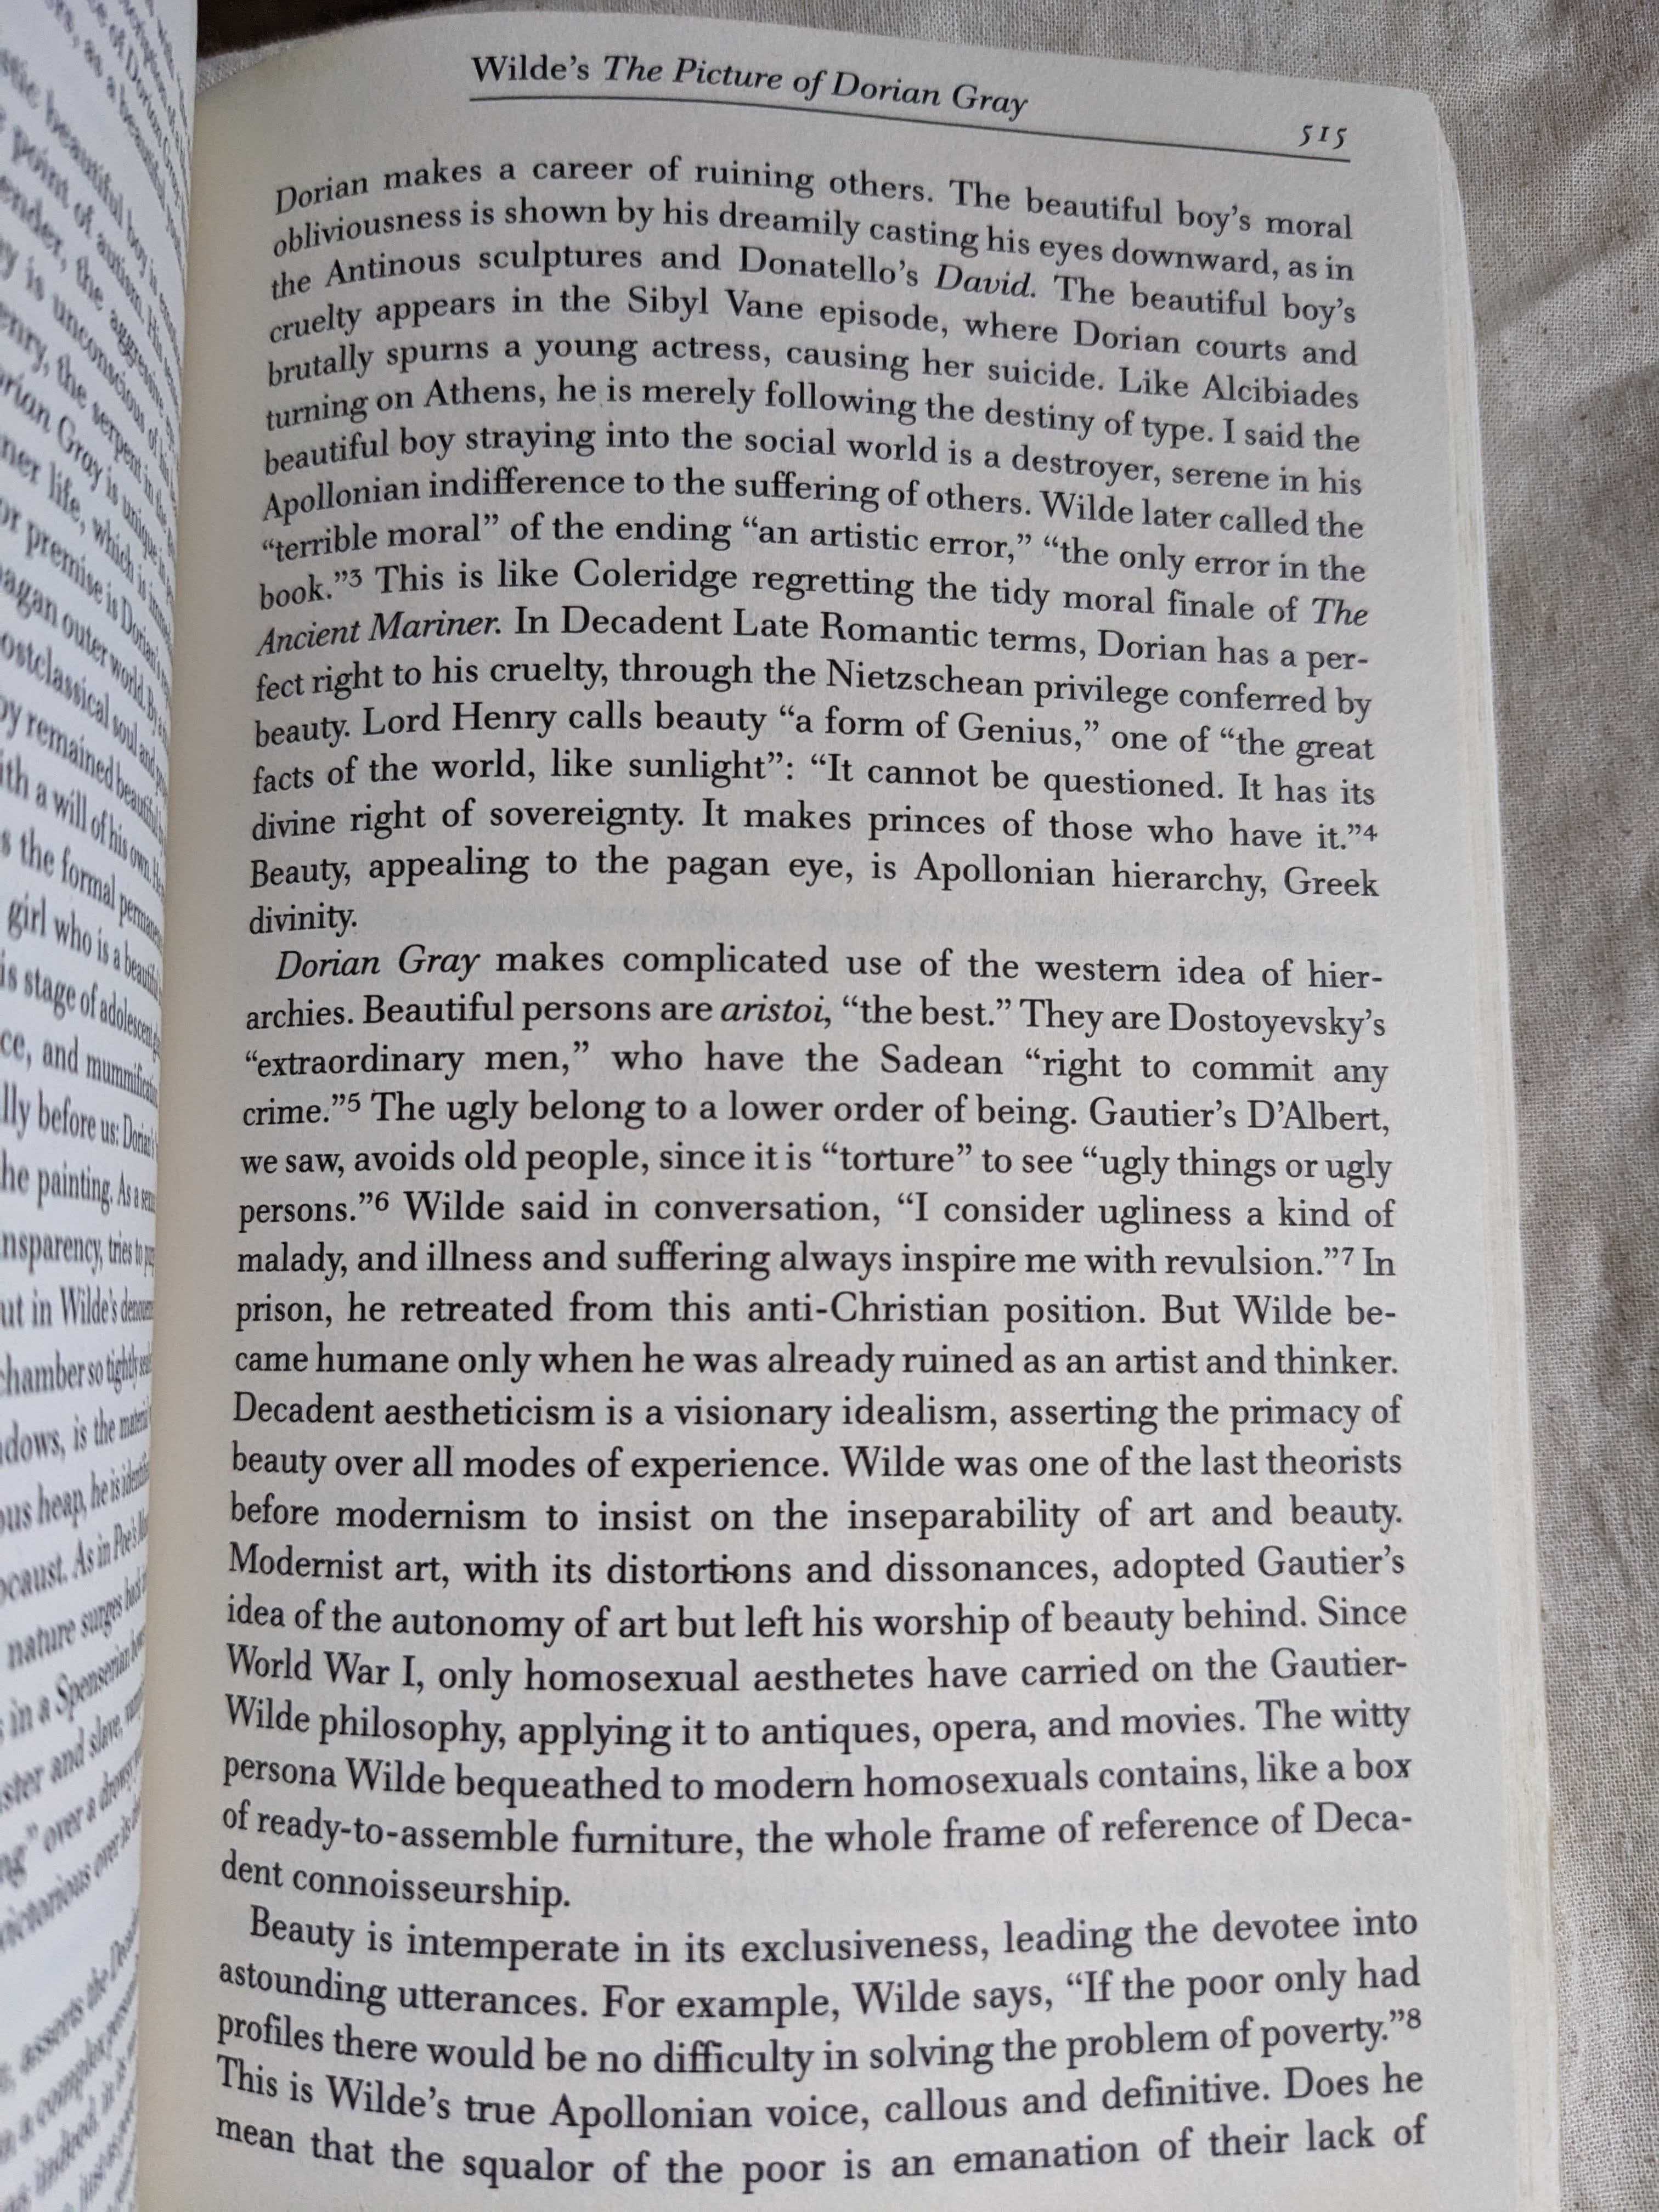 Wilde's The Picture of Dorian Gray
515
Dorian makes a career of ruining others. The beautiful boy's moral
obliviousness is shown by his dreamily casting his eyes downward, as in
the Antinous sculptures and Donatello's David. The beautiful boy's
cruelty appears in the Sibyl Vane episode, where Dorian courts and
brutally spurns a young actress, causing her suicide. Like Alcibiades
turning on Athens, he is merely following the destiny of type. I said the
beautiful boy straying into the social world is a destroyer, serene in his
Apollonian indifference to the suffering of others. Wilde later called the
“terrible moral” of the ending “an artistic error,” “the only error in the
book.”3 This is like Coleridge regretting the tidy moral finale of The
Ancient Mariner. In Decadent Late Romantic terms, Dorian has a per-
fect right to his cruelty, through the Nietzschean privilege conferred by
beauty. Lord Henry calls beauty “a form of Genius,” one of “the great
facts of the world, like sunlight”: “It cannot be questioned. It has its
divine right of sovereignty. It makes princes of those who have it.”4
Beauty, appealing to the pagan eye, is Apollonian hierarchy, Greek
divinity.
Dorian Gray makes complicated use of the western idea of hier-
archies. Beautiful persons are aristoi, “the best.” They are Dostoyevsky's
“extraordinary men,” who have the Sadean “right to commit any
crime.”5 The ugly belong to a lower order of being. Gautier's D'Albert,
we saw, avoids old people, since it is “torture” to see “ugly things or ugly
persons.”6 Wilde said in conversation, “I consider ugliness a kind of
malady, and illness and suffering always inspire me with revulsion.”7 In
prison, he retreated from this anti-Christian position. But Wilde be-
came humane only when he was already ruined as an artist and thinker.
Decadent aestheticism is a visionary idealism, asserting the primacy of
beauty over all modes of experience. Wilde was one of the last theorists
before modernism to insist on the inseparability of art and beauty.
Modernist art, with its distortions and dissonances, adopted Gautier's
idea of the autonomy of art but left his worship of beauty behind. Since
World War I, only homosexual aesthetes have carried on the Gautier-
Wilde philosophy, applying it to antiques, opera, and movies. The witty
persona Wilde bequeathed to modern homosexuals contains, like a box
of ready-to-assemble furniture, the whole frame of reference of Deca-
dent connoisseurship.
Beauty is intemperate in its exclusiveness, leading the devotee into
astounding utterances. For example, Wilde says, “If the poor only had
profiles there would be no difficulty in solving the problem of poverty.”8
This is Wilde's true Apollonian voice, callous and definitive. Does he
mean that the squalor of the poor is an emanation of their lack of